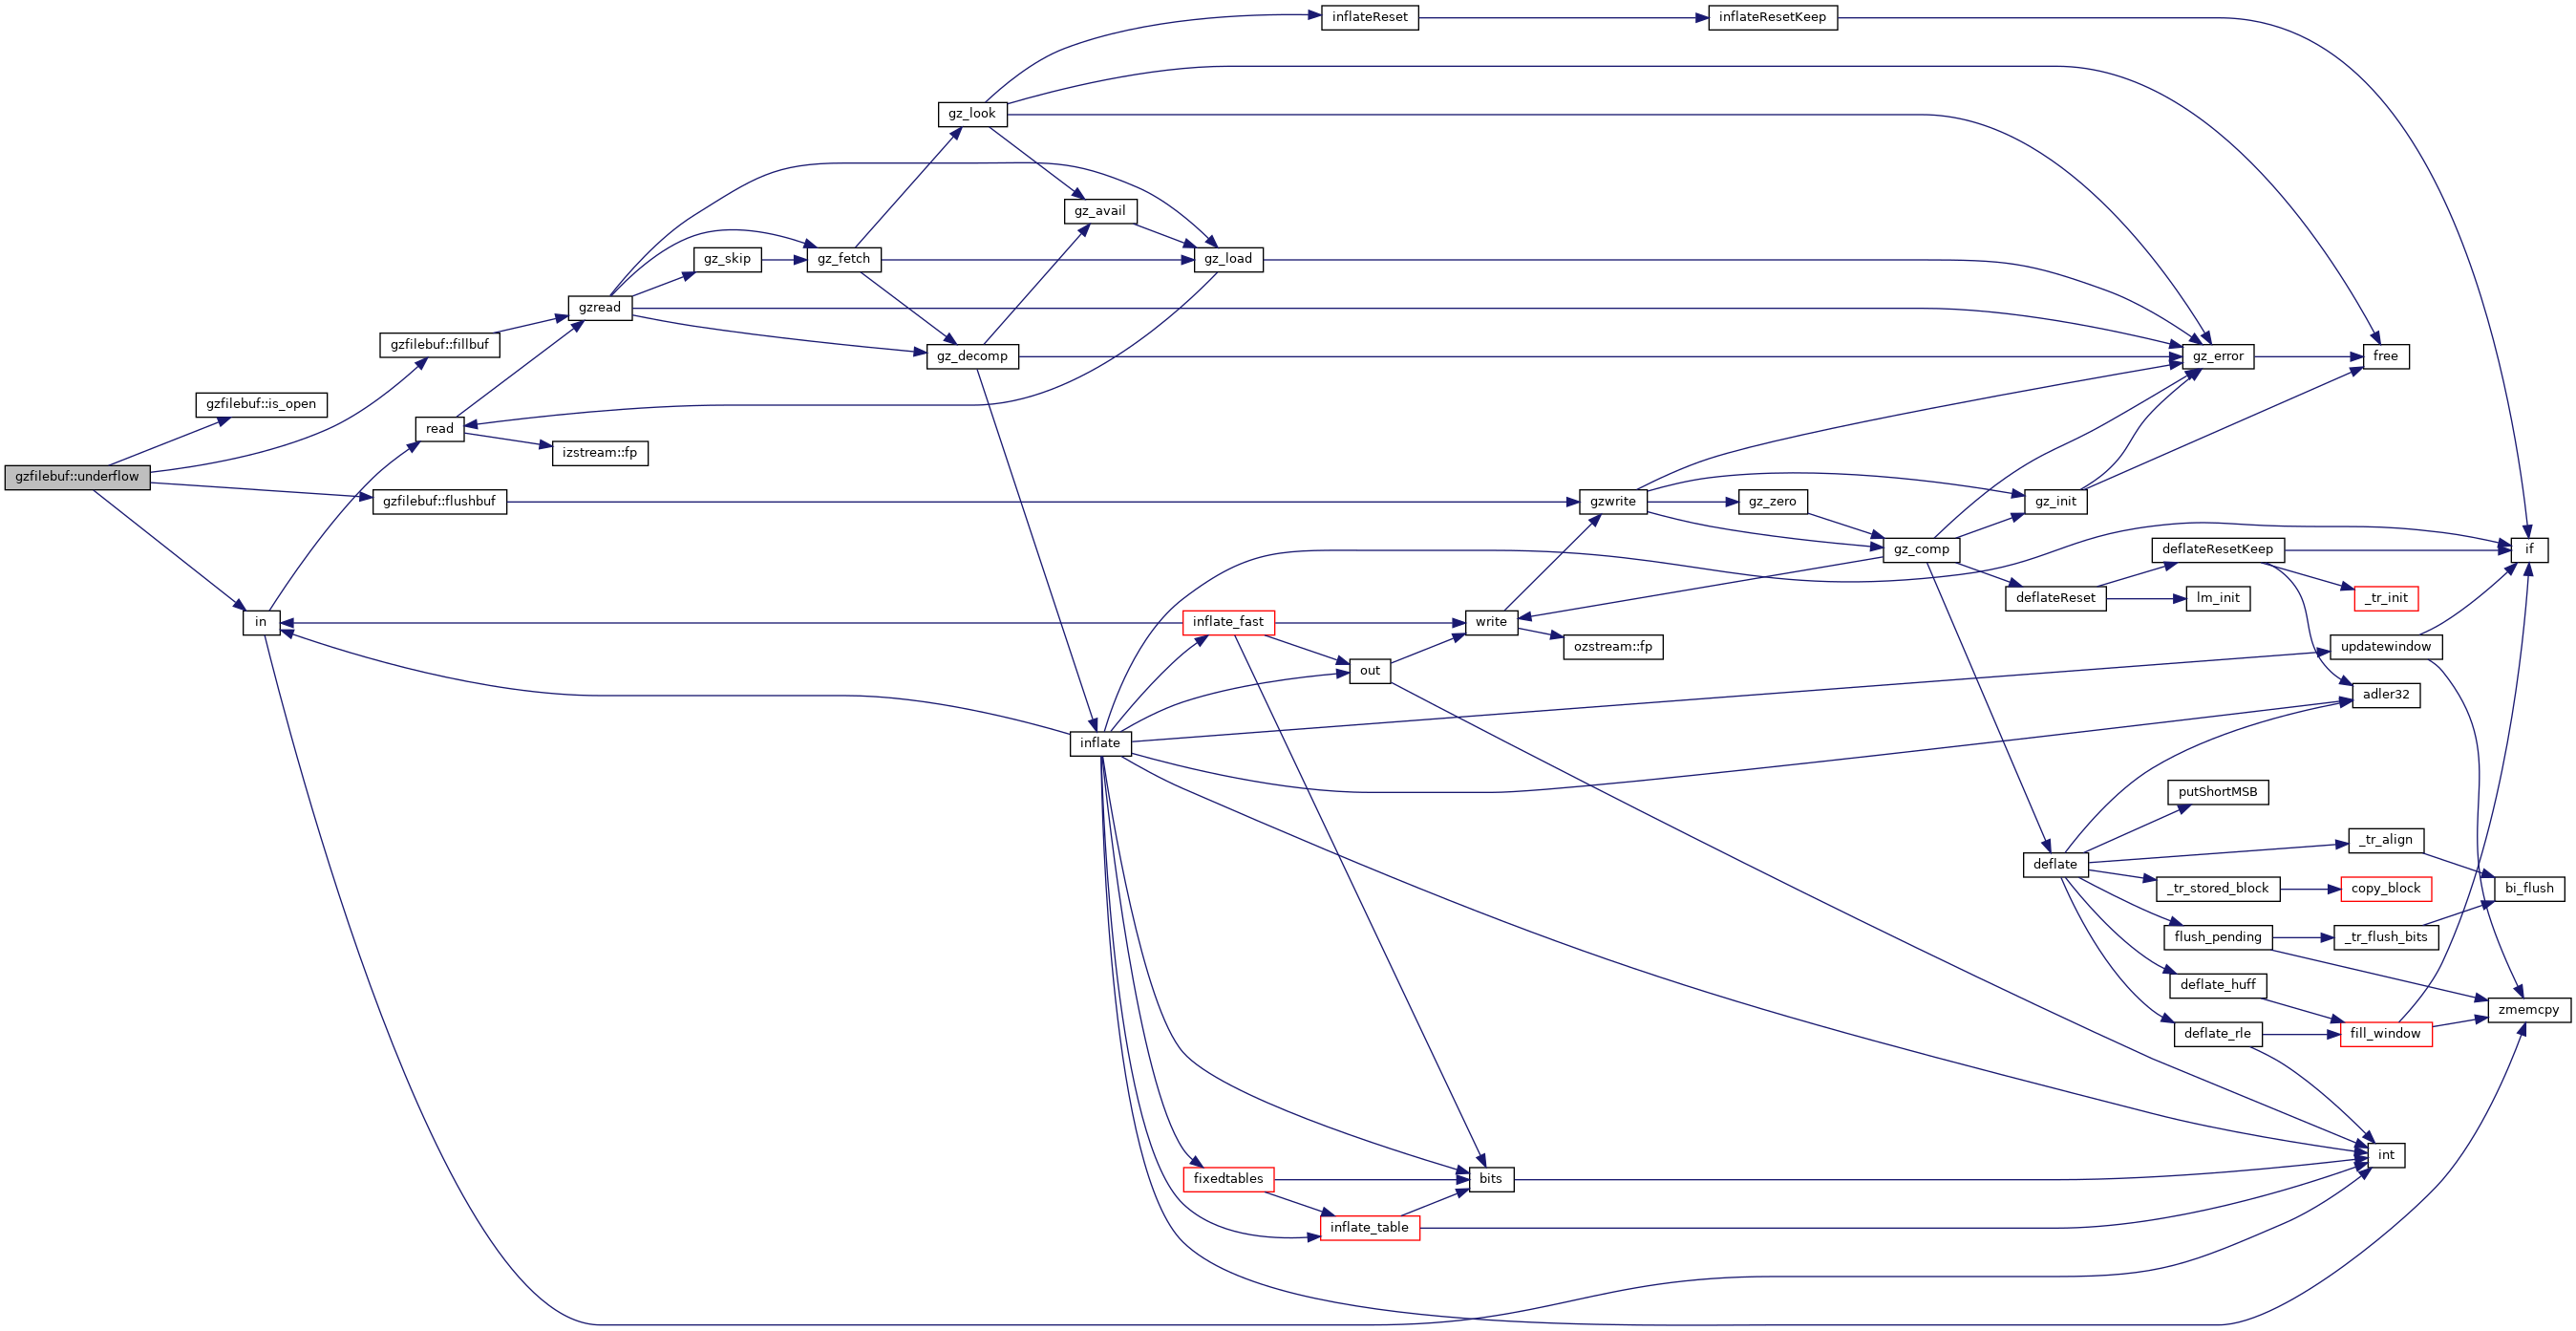 inflateReset
inflateResetKeep
gz_look
gz_avail
gz_skip
gz_fetch
gz_load
gzread
gzfilebuf::fillbuf
gz_decomp
gz_error
free
gzfilebuf::is_open
read
izstream::fp
gzfilebuf::underflow
gzfilebuf::flushbuf
gzwrite
gz_zero
gz_init
gz_comp
deflateResetKeep
if
deflateReset
_tr_init
lm_init
in
inflate_fast
write
ozstream::fp
updatewindow
out
adler32
inflate
putShortMSB
_tr_align
deflate
_tr_stored_block
copy_block
bi_flush
flush_pending
_tr_flush_bits
deflate_huff
zmemcpy
deflate_rle
fill_window
int
fixedtables
bits
inflate_table